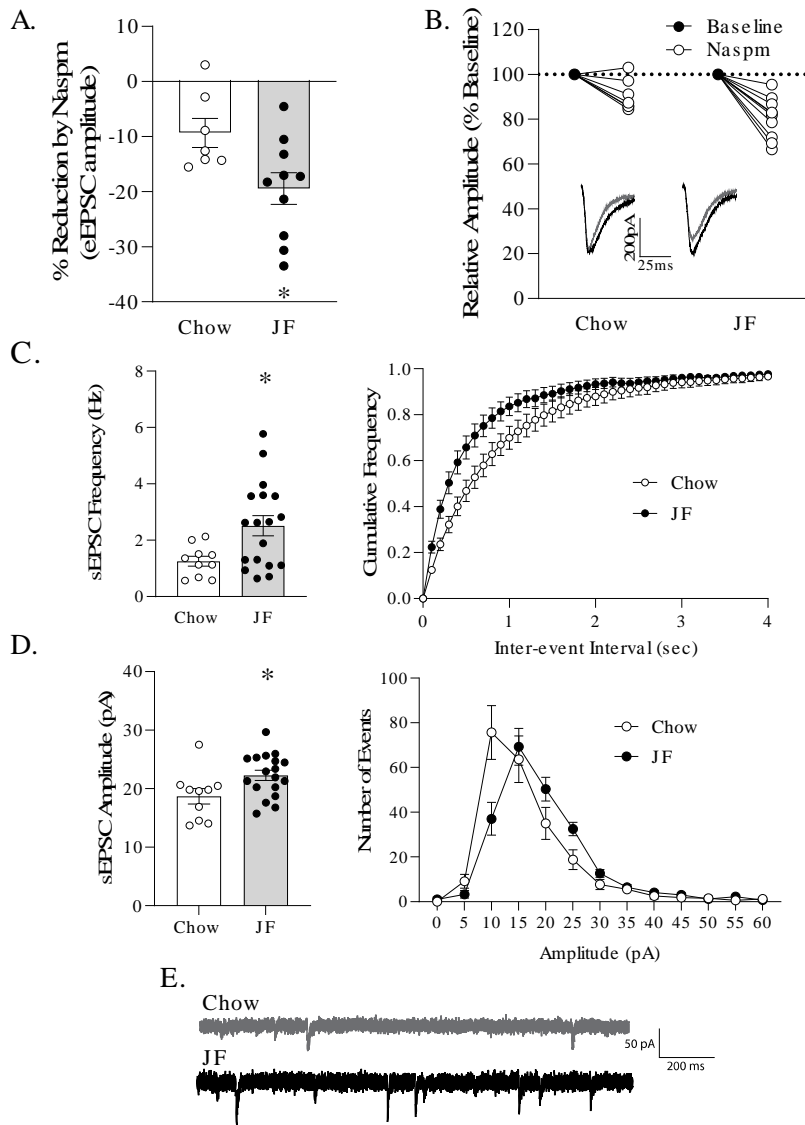 A.
% Reduction by Naspm
(eEPSC amplitude)
10
0
-10
-20
-30
-40
Chow
JF
*
B.
Baseline
Naspm
Relative Amplitude (% Baseline)
120
100
80
60
40
20
0
200pA
25ms
Chow
JF
C.
sEPSC Frequency (Hz)
8
6
4
2
0
*
Chow
JF
Cumulative Frequency
1.0
0.8
0.6
0.4
0.2
0.0
Chow
JF
0
1
2
3
4
Inter-event Interval (sec)
D.
sEPSC Amplitude (pA)
40
30
20
10
0
*
Chow
JF
Number of Events
100
80
60
40
20
0
Chow
JF
0 5 10 15 20 25 30 35 40 45 50 55 60
Amplitude (pA)
E.
Chow
JF
50 pA
200 ms